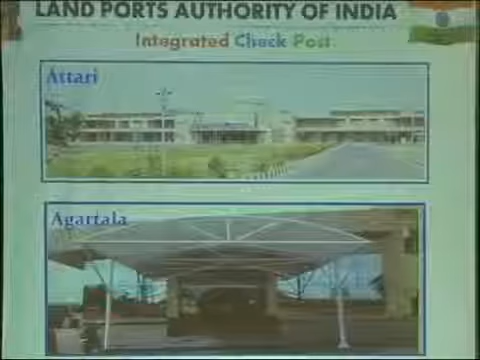 LAND PORTS AUTHORITY OF INDIA
Integrated Check Post
Attari
Agartala